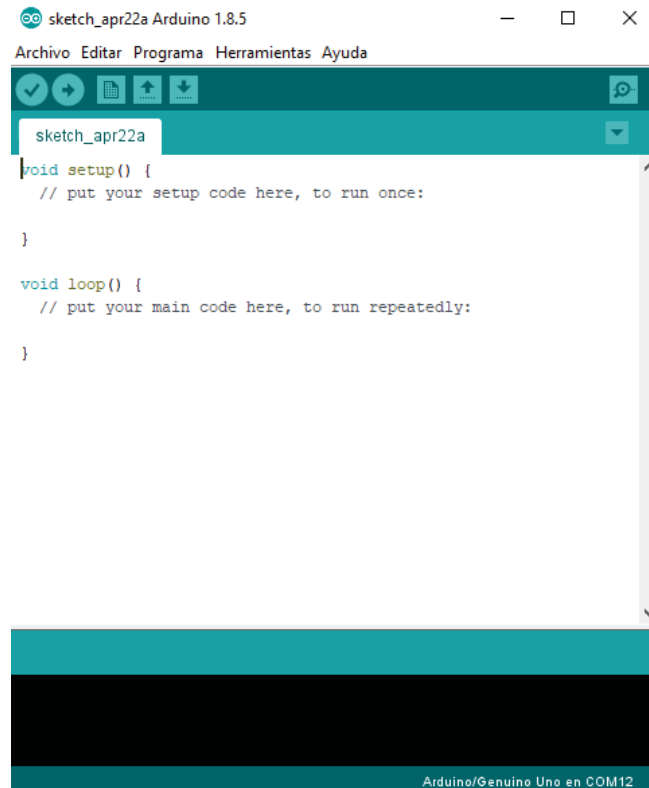 sketch_apr22a Arduino 1.8.5
Archivo Editar Programa Herramientas Ayuda
sketch_apr22a
void setup() {
  // put your setup code here, to run once:
}
void loop() {
  // put your main code here, to run repeatedly:
}
Arduino/Genuino Uno en COM12